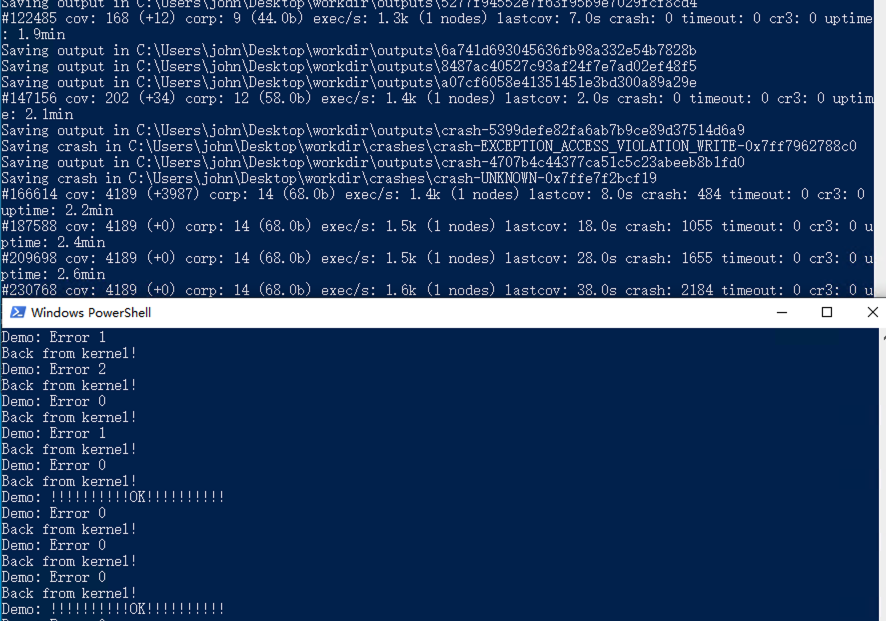 Saving output in C:\Users\john\Desktop\workdir\outputs\5277f94552e7f63f95b9e7029fcf8cd4
#122485 cov: 168 (+12) corp: 9 (44.0b) exec/s: 1.3k (1 nodes) lastcov: 7.0s crash: 0 timeout: 0 cr3: 0 uptime
: 1.9min
Saving output in C:\Users\john\Desktop\workdir\outputs\6a741d693045636fb98a332e54b7828b
Saving output in C:\Users\john\Desktop\workdir\outputs\8487ac40527c93af24f7e7ad02ef48f5
Saving output in C:\Users\john\Desktop\workdir\outputs\a07cf6058e41351451e3bd300a89a29e
#147156 cov: 202 (+34) corp: 12 (58.0b) exec/s: 1.4k (1 nodes) lastcov: 2.0s crash: 0 timeout: 0 cr3: 0 uptim
e: 2.1min
Saving output in C:\Users\john\Desktop\workdir\outputs\crash-5399defe82fa6ab7b9ce89d37514d6a9
Saving crash in C:\Users\john\Desktop\workdir\crashes\crash-EXCEPTION_ACCESS_VIOLATION_WRITE-0x7ff7962788c0
Saving output in C:\Users\john\Desktop\workdir\outputs\crash-4707b4c44377ca51c5c23abeeb8b1fd0
Saving crash in C:\Users\john\Desktop\workdir\crashes\crash-UNKNOWN-0x7ffe7f2bcf19
#166614 cov: 4189 (+3987) corp: 14 (68.0b) exec/s: 1.4k (1 nodes) lastcov: 8.0s crash: 484 timeout: 0 cr3: 0
uptime: 2.2min
#187588 cov: 4189 (+0) corp: 14 (68.0b) exec/s: 1.5k (1 nodes) lastcov: 18.0s crash: 1055 timeout: 0 cr3: 0 u
ptime: 2.4min
#209698 cov: 4189 (+0) corp: 14 (68.0b) exec/s: 1.5k (1 nodes) lastcov: 28.0s crash: 1655 timeout: 0 cr3: 0 u
ptime: 2.6min
#230768 cov: 4189 (+0) corp: 14 (68.0b) exec/s: 1.6k (1 nodes) lastcov: 38.0s crash: 2184 timeout: 0 cr3: 0 u
Windows PowerShell
Demo: Error 1
Back from kernel!
Demo: Error 2
Back from kernel!
Demo: Error 0
Back from kernel!
Demo: Error 1
Back from kernel!
Demo: Error 0
Back from kernel!
Demo: !!!!!!!!!!OK!!!!!!!!!!
Demo: Error 0
Back from kernel!
Demo: Error 0
Back from kernel!
Demo: Error 0
Back from kernel!
Demo: !!!!!!!!!!OK!!!!!!!!!!